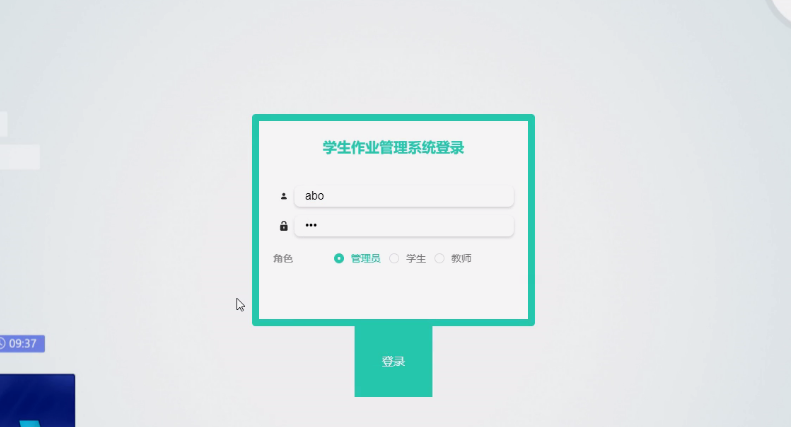 学生作业管理系统登录
abo
•••
角色 管理员 学生 教师
09:37
登录